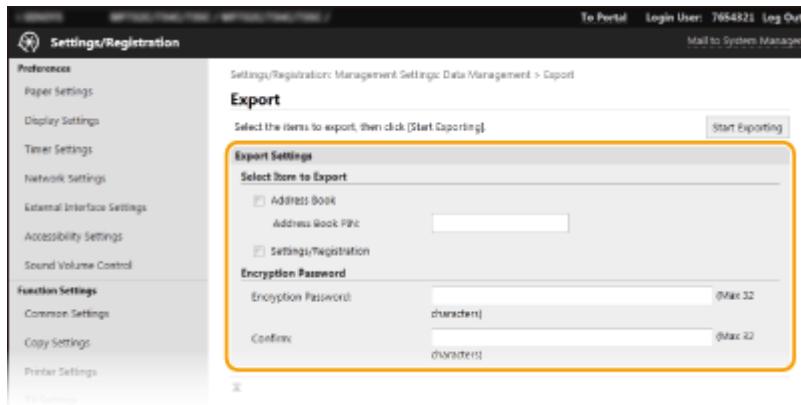 To Portal Login User: 7654321 Log Out
Settings/Registration
Mail to System Manager
Preferences
Paper Settings
Display Settings
Timer Settings
Network Settings
External Interface Settings
Accessibility Settings
Sound Volume Control
Function Settings
Common Settings
Copy Settings
Printer Settings
Settings/Registration: Management Settings: Data Management > Export
Export
Select the items to export, then click [Start Exporting].
Start Exporting
Export Settings
Select Item to Export
Address Book
Address Book PIN:
Settings/Registration
Encryption Password
Encryption Password:
(Max 32
characters)
Confirm:
(Max 32
characters)